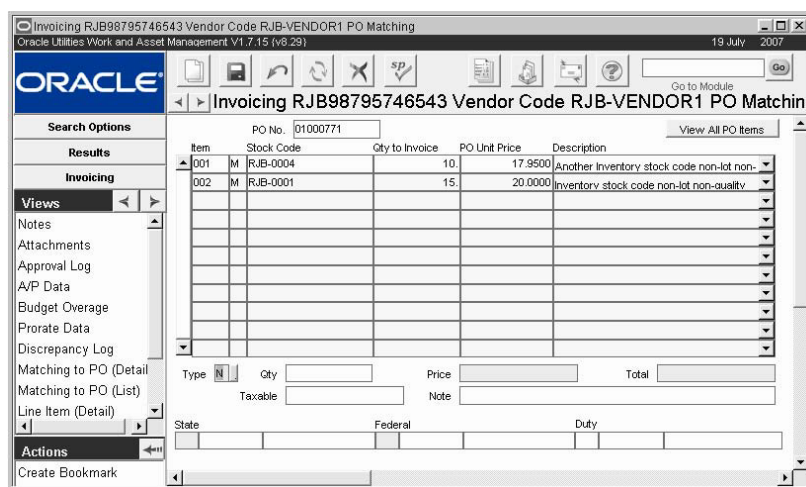 Invoicing RJB98795746543 Vendor Code RJB-VENDOR1 PO Matching
Oracle Utilities Work and Asset Management V1.7.15 (v8.29)
19 July 2007
ORACLE
sp
Go
Go to Module
Invoicing RJB98795746543 Vendor Code RJB-VENDOR1 PO Matchin
Search Options
Results
Invoicing
Views
Notes
Attachments
Approval Log
A/P Data
Budget Overage
Prorate Data
Discrepancy Log
Matching to PO (Detail
Matching to PO (List)
Line Item (Detail)
Actions
Create Bookmark
PO No. 01000771
View All PO Items
Item Stock Code Qty to Invoice PO Unit Price Description
001 M RJB-0004 10. 17.9500 Another Inventory stock code non-lot non-
002 M RJB-0001 15. 20.0000 Inventory stock code non-lot non-quality
Type N Qty Price Total
Taxable Note
State Federal Duty